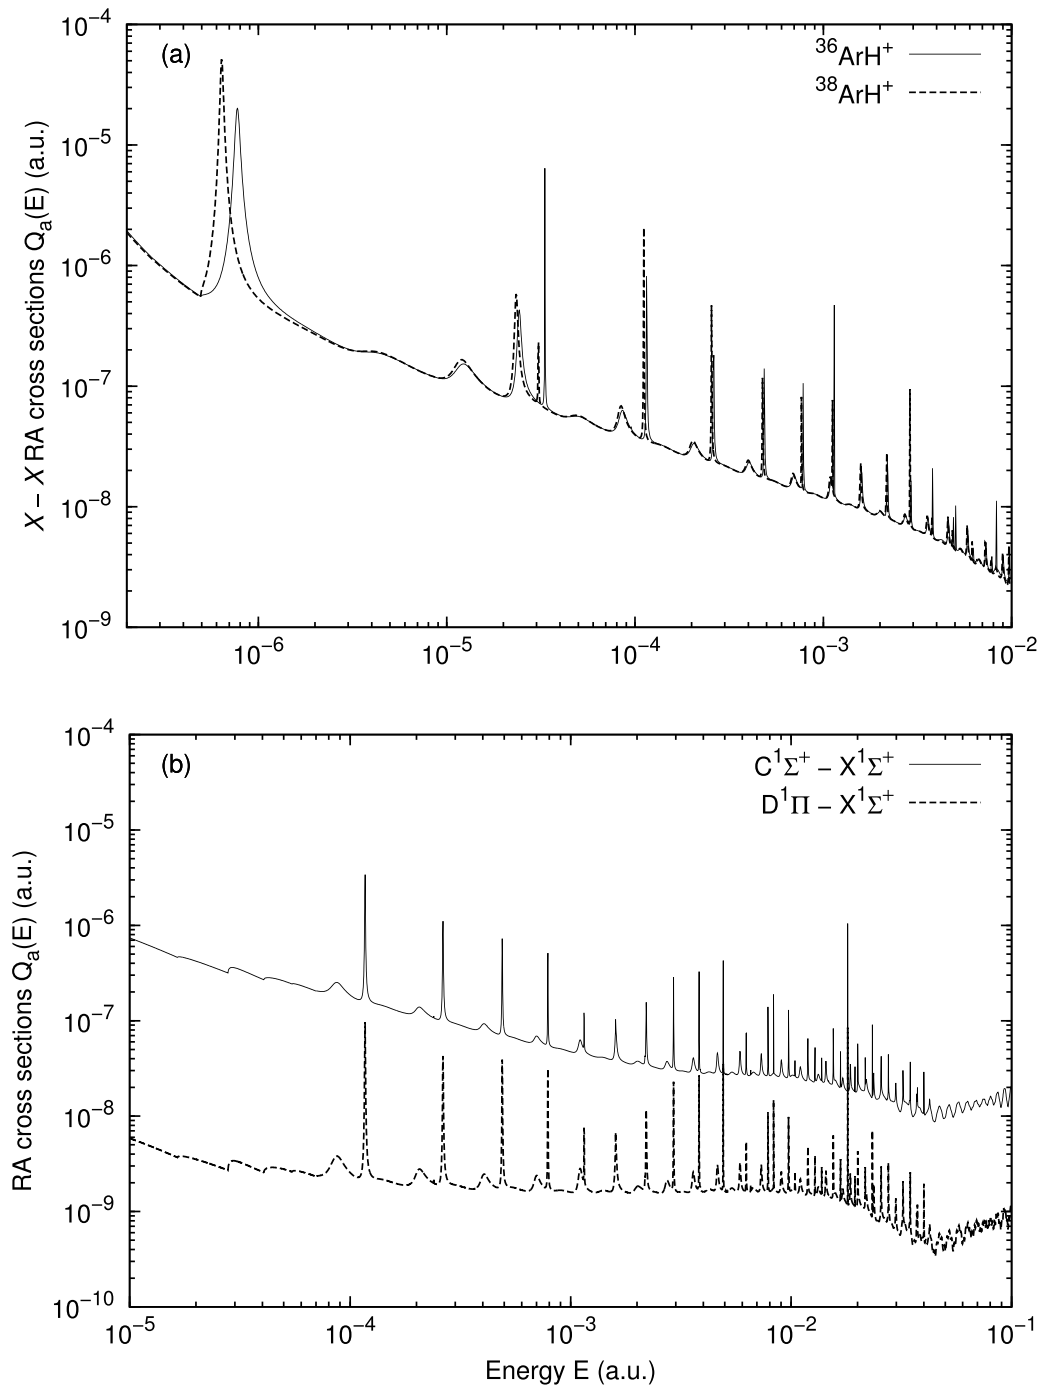 (a)
³⁶ArH⁺
³⁸ArH⁺
X – X RA cross sections Qₐ(E) (a.u.)
10⁻⁴
10⁻⁵
10⁻⁶
10⁻⁷
10⁻⁸
10⁻⁹
10⁻⁶ 10⁻⁵ 10⁻⁴ 10⁻³ 10⁻²
(b)
C¹Σ⁺ – X¹Σ⁺
D¹Π – X¹Σ⁺
RA cross sections Qₐ(E) (a.u.)
10⁻⁴
10⁻⁵
10⁻⁶
10⁻⁷
10⁻⁸
10⁻⁹
10⁻¹⁰
10⁻⁵ 10⁻⁴ 10⁻³ 10⁻² 10⁻¹
Energy E (a.u.)